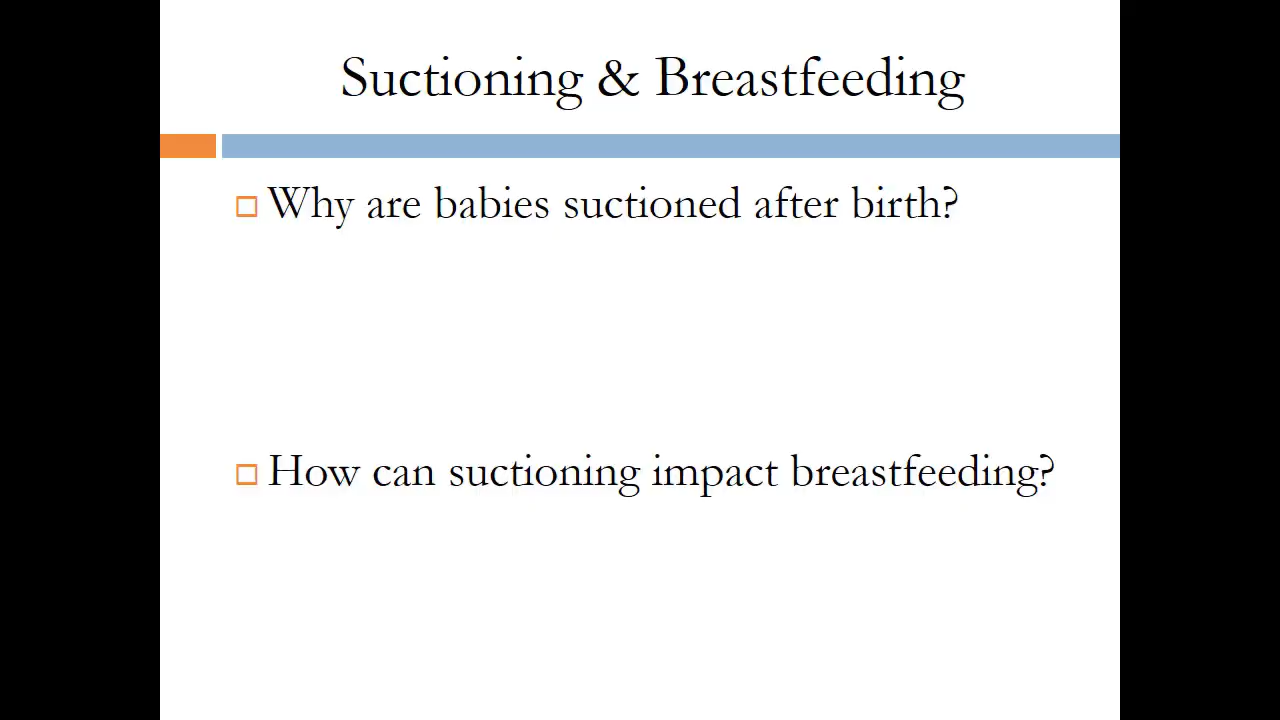 Suctioning & Breastfeeding
Why are babies suctioned after birth?
How can suctioning impact breastfeeding?